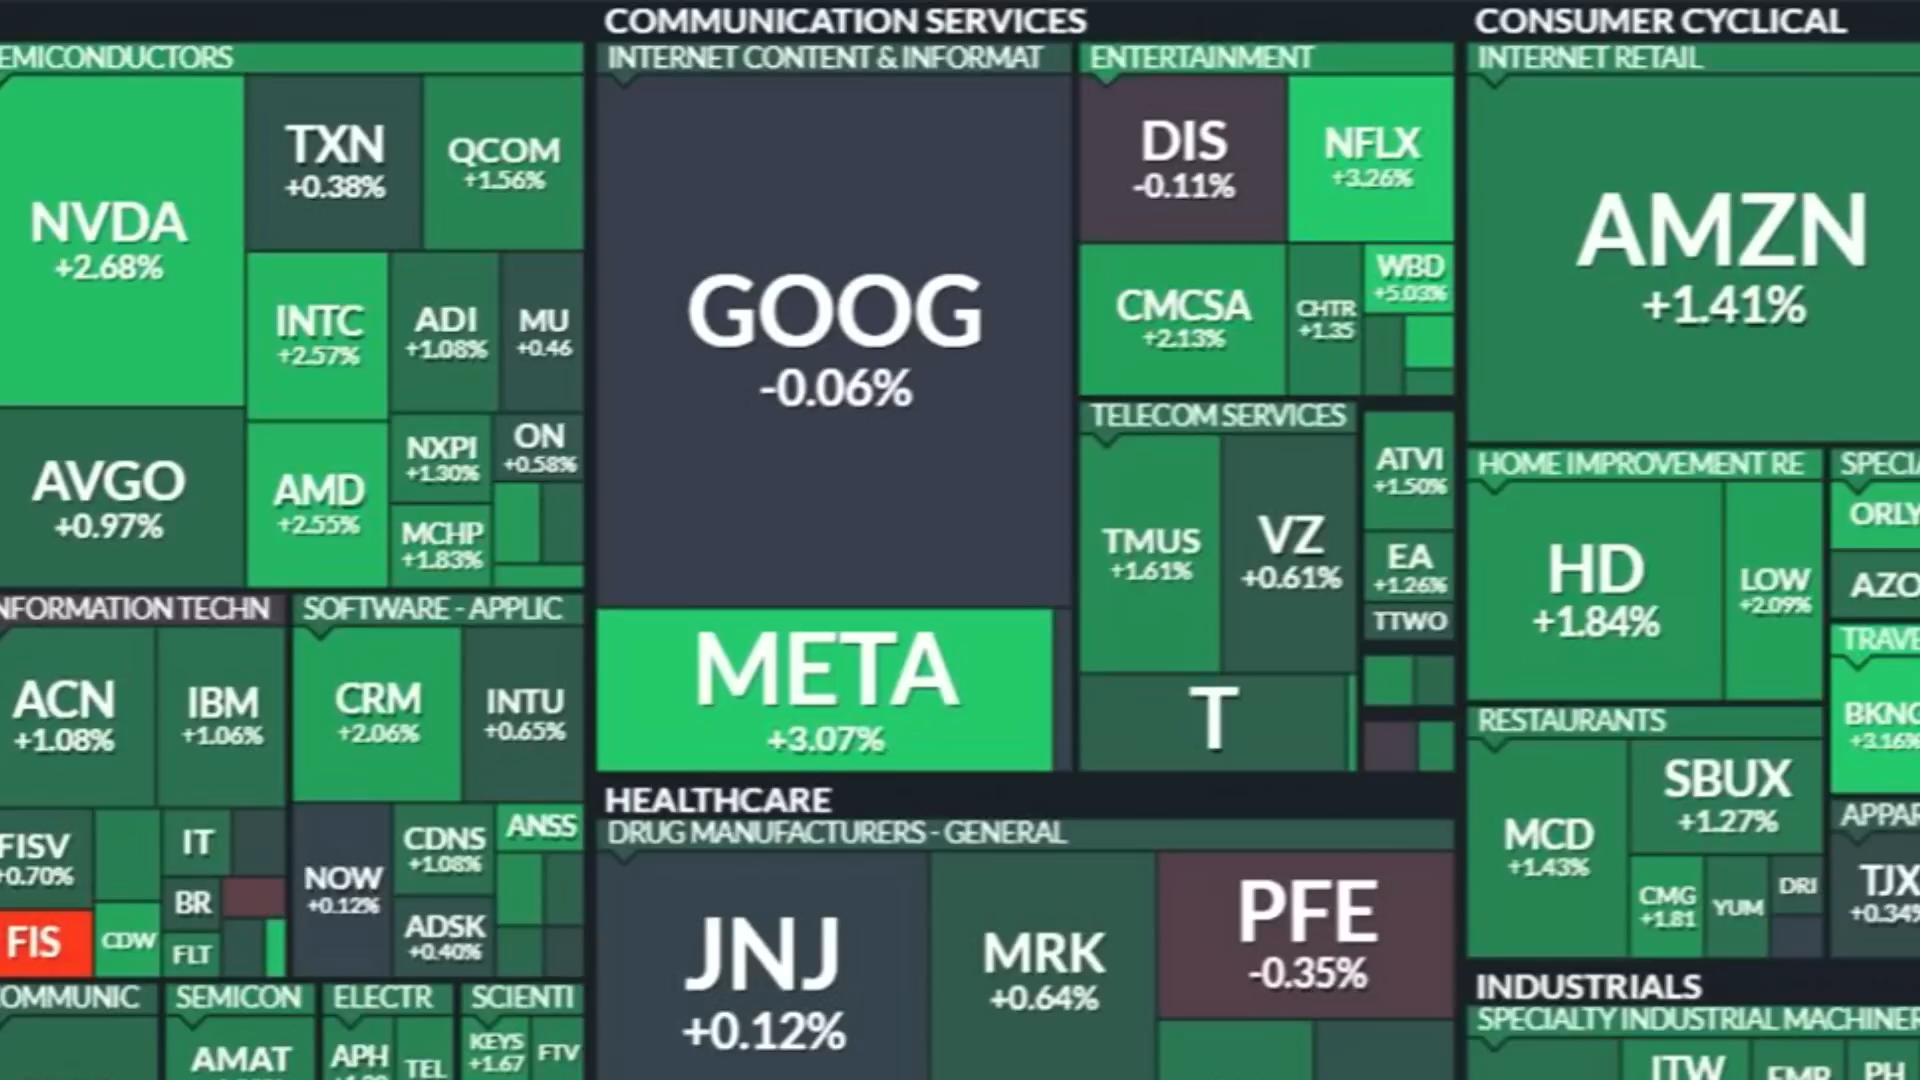 COMMUNICATION SERVICES
CONSUMER CYCLICAL
EMICONDUCTORS
NVDA
+2.68%
TXN
+0.38%
QCOM
+1.56%
INTC
+2.57%
ADI
+1.08%
MU
+0.46
AVGO
+0.97%
AMD
+2.55%
NXPI
+1.30%
ON
+0.58%
MCHP
+1.83%
NFORMATION TECHN
ACN
+1.08%
IBM
+1.06%
FISV
+0.70%
IT
BR
FIS
CDW
FLT
SOFTWARE - APPLIC
CRM
+2.06%
INTU
+0.65%
NOW
+0.12%
CDNS
+1.08%
ANSS
ADSK
+0.40%
OMMUNIC
SEMICON
AMAT
ELECTR
APH
TEL
SCIENTI
KEYS
+1.67
FTV
INTERNET CONTENT & INFORMAT
GOOG
-0.06%
META
+3.07%
ENTERTAINMENT
DIS
-0.11%
NFLX
+3.26%
CMCSA
+2.13%
CHTR
+1.35
WBD
+5.03%
TELECOM SERVICES
TMUS
+1.61%
VZ
+0.61%
T
ATVI
+1.50%
EA
+1.26%
TTWO
HEALTHCARE
DRUG MANUFACTURERS - GENERAL
JNJ
+0.12%
MRK
+0.64%
PFE
-0.35%
INTERNET RETAIL
AMZN
+1.41%
HOME IMPROVEMENT RE
HD
+1.84%
LOW
+2.09%
SPECIA
ORLY
AZO
TRAVE
BKNG
+3.16%
RESTAURANTS
MCD
+1.43%
SBUX
+1.27%
CMG
+1.81
YUM
DRI
APPAR
TJX
+0.34%
INDUSTRIALS
SPECIALTY INDUSTRIAL MACHINER
ITW
EMR
PH